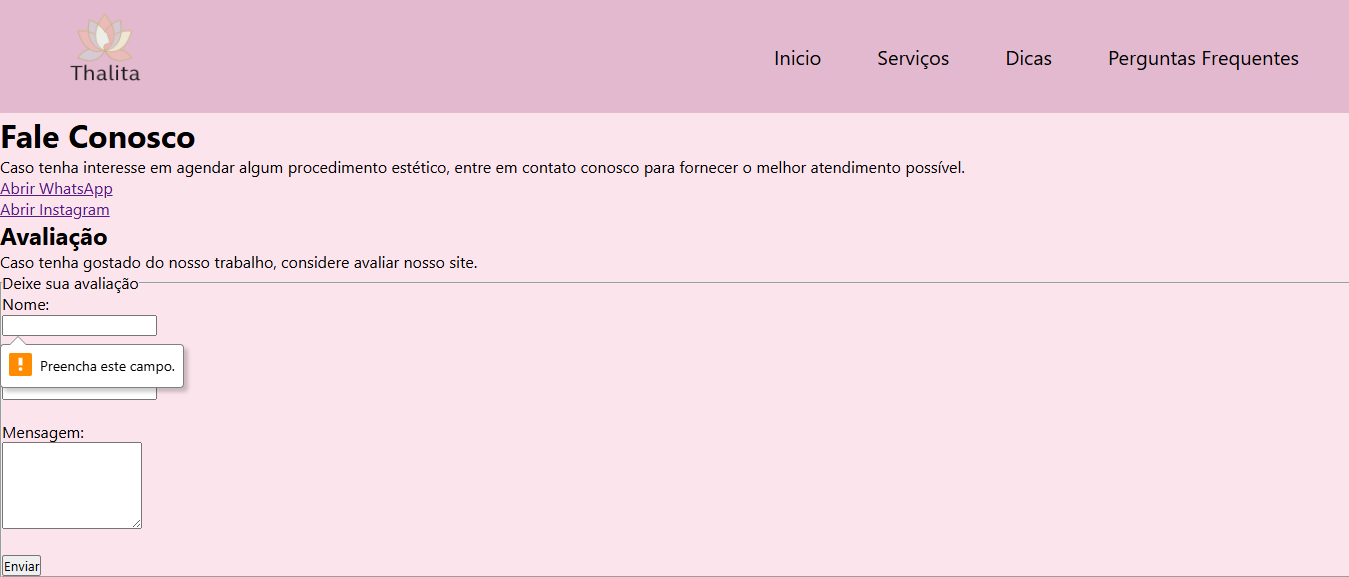 Thalita
Inicio Serviços Dicas Perguntas Frequentes
Fale Conosco
Caso tenha interesse em agendar algum procedimento estético, entre em contato conosco para fornecer o melhor atendimento possível.
Abrir WhatsApp
Abrir Instagram
Avaliação
Caso tenha gostado do nosso trabalho, considere avaliar nosso site.
Deixe sua avaliação
Nome:
! Preencha este campo.
Mensagem:
Enviar